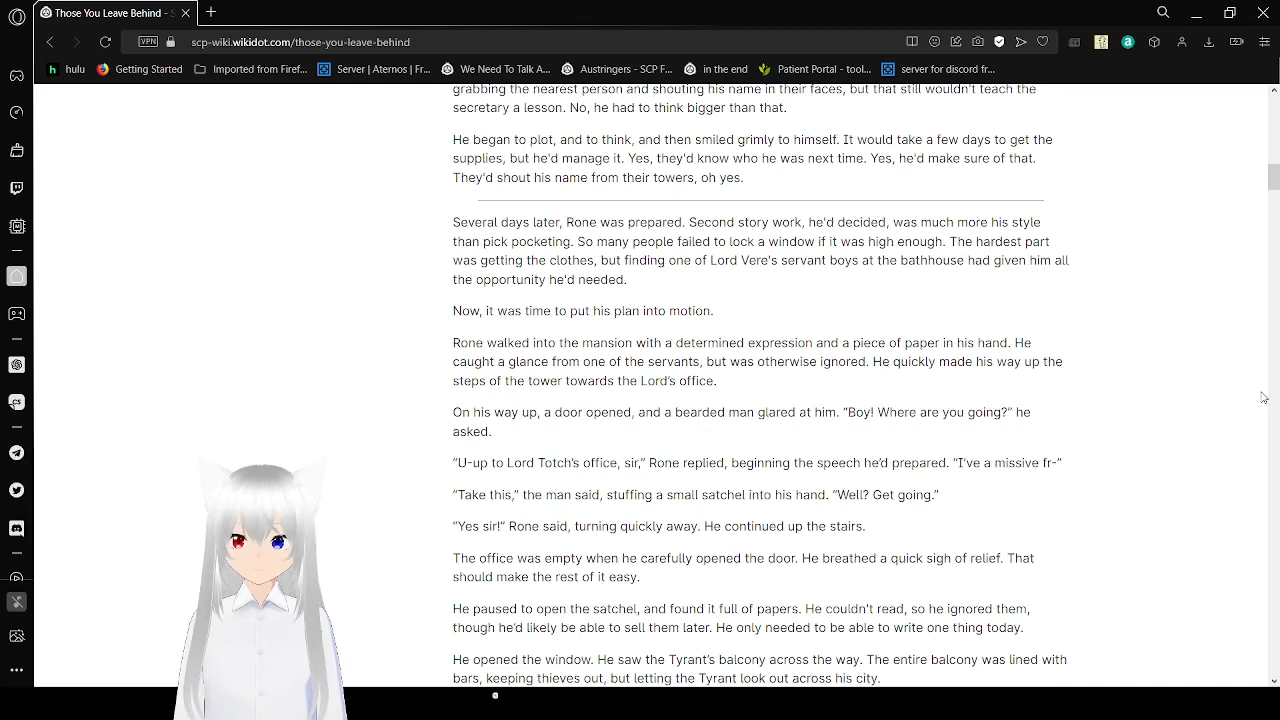 Those You Leave Behind - S
scp-wiki.wikidot.com/those-you-leave-behind
VPN
hulu
Getting Started
Imported from Firef...
Server | Aternos | Fr...
We Need To Talk A...
Austringers - SCP F...
in the end
Patient Portal - tool...
server for discord fr...
grabbing the nearest person and shouting his name in their faces, but that still wouldn't teach the
secretary a lesson. No, he had to think bigger than that.
He began to plot, and to think, and then smiled grimly to himself. It would take a few days to get the
supplies, but he'd manage it. Yes, they'd know who he was next time. Yes, he'd make sure of that.
They'd shout his name from their towers, oh yes.
Several days later, Rone was prepared. Second story work, he'd decided, was much more his style
than pick pocketing. So many people failed to lock a window if it was high enough. The hardest part
was getting the clothes, but finding one of Lord Vere's servant boys at the bathhouse had given him all
the opportunity he'd needed.
Now, it was time to put his plan into motion.
Rone walked into the mansion with a determined expression and a piece of paper in his hand. He
caught a glance from one of the servants, but was otherwise ignored. He quickly made his way up the
steps of the tower towards the Lord's office.
On his way up, a door opened, and a bearded man glared at him. “Boy! Where are you going?” he
asked.
“U-up to Lord Totch's office, sir,” Rone replied, beginning the speech he'd prepared. “I've a missive fr-”
“Take this,” the man said, stuffing a small satchel into his hand. “Well? Get going.”
“Yes sir!” Rone said, turning quickly away. He continued up the stairs.
The office was empty when he carefully opened the door. He breathed a quick sigh of relief. That
should make the rest of it easy.
He paused to open the satchel, and found it full of papers. He couldn't read, so he ignored them,
though he'd likely be able to sell them later. He only needed to be able to write one thing today.
He opened the window. He saw the Tyrant's balcony across the way. The entire balcony was lined with
bars, keeping thieves out, but letting the Tyrant look out across his city.